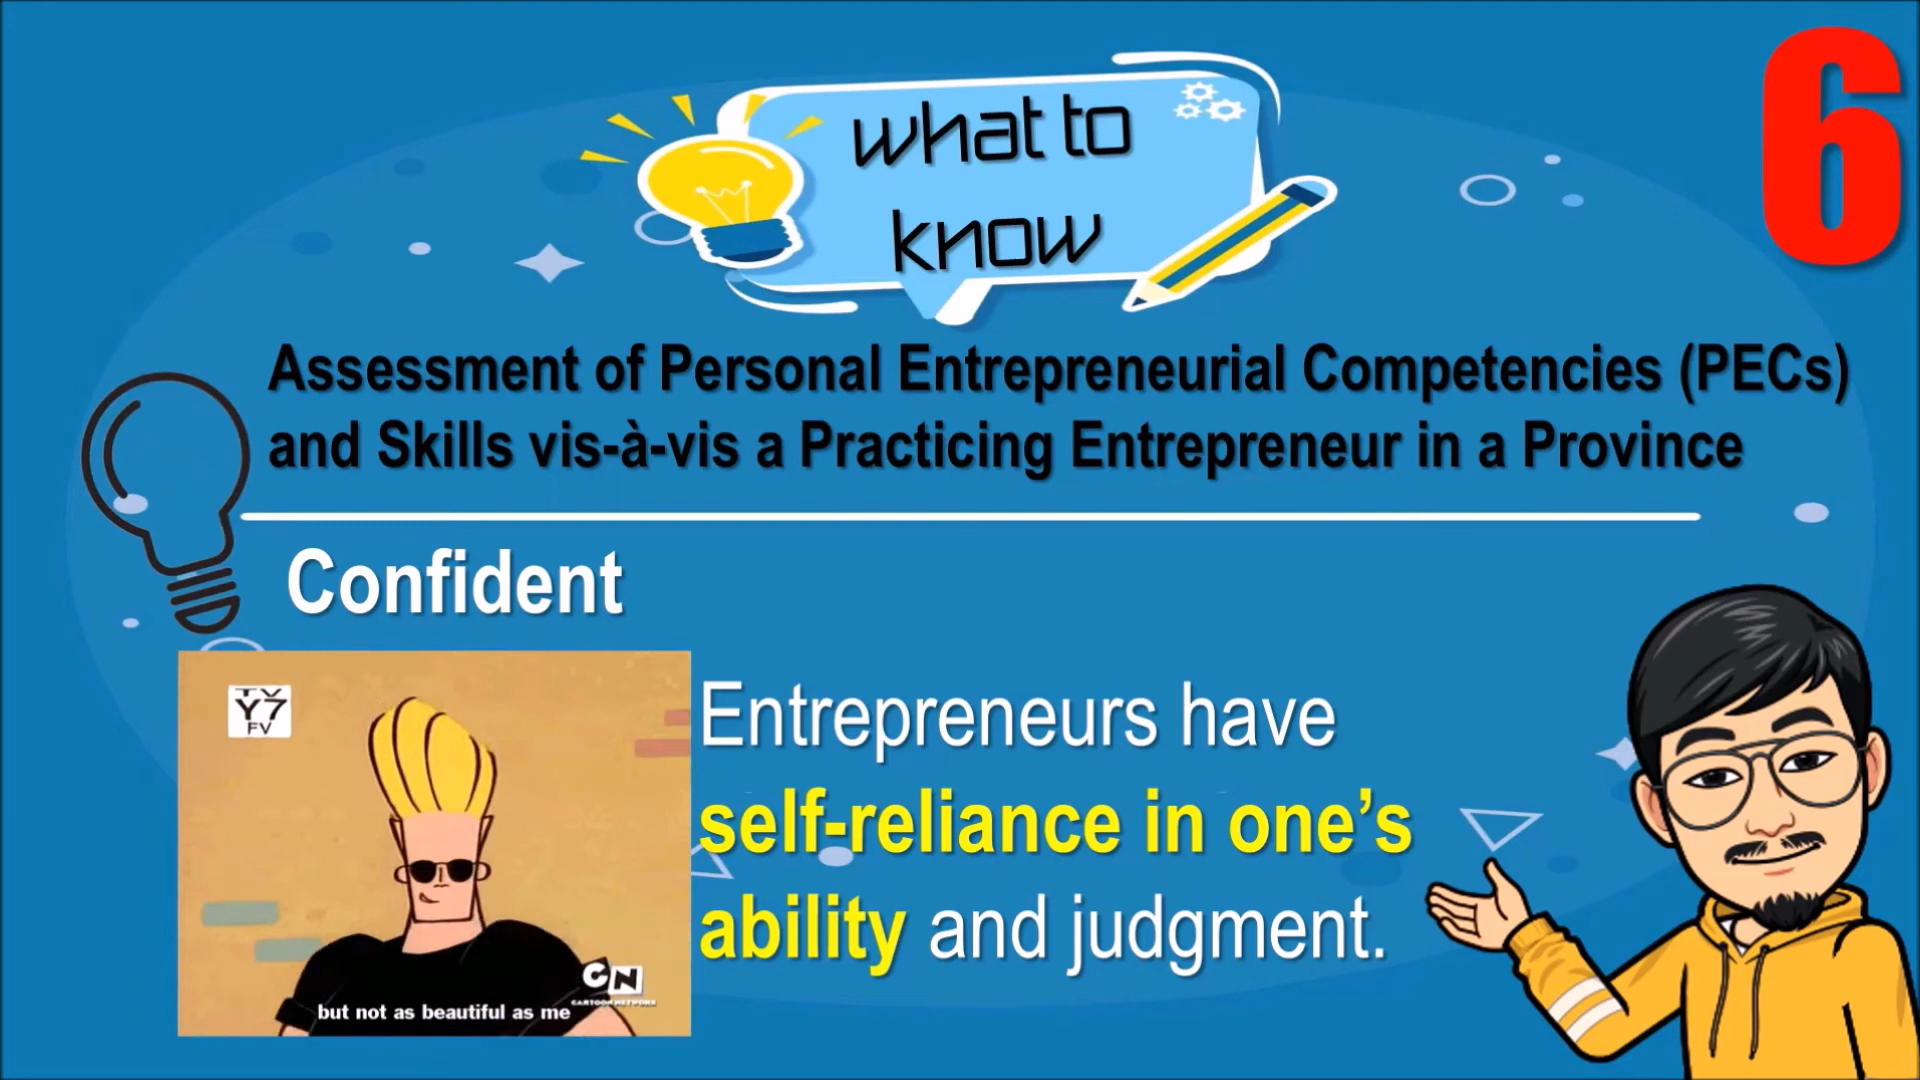 6
what to
know
Assessment of Personal Entrepreneurial Competencies (PECs)
and Skills vis-à-vis a Practicing Entrepreneur in a Province
Confident
TV
Y7
FV
Entrepreneurs have
self-reliance in one’s
ability and judgment.
CN
CARTOON NETWORK
but not as beautiful as me